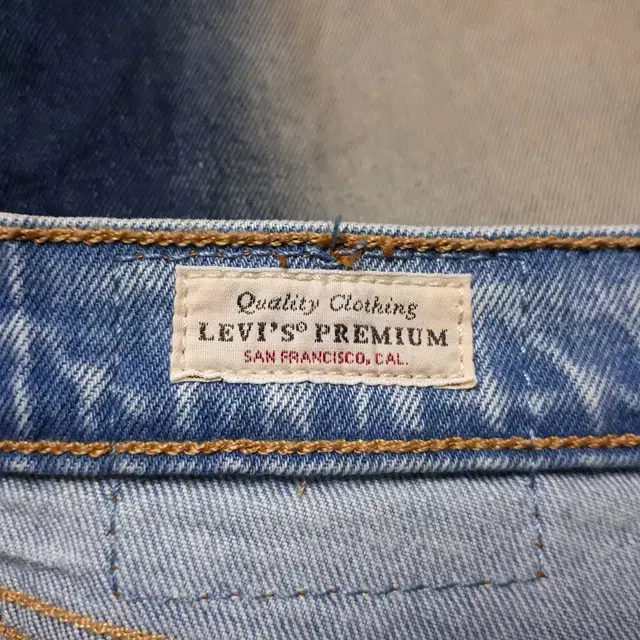 Quality Clothing
LEVI'S® PREMIUM
SAN FRANCISCO, CAL.